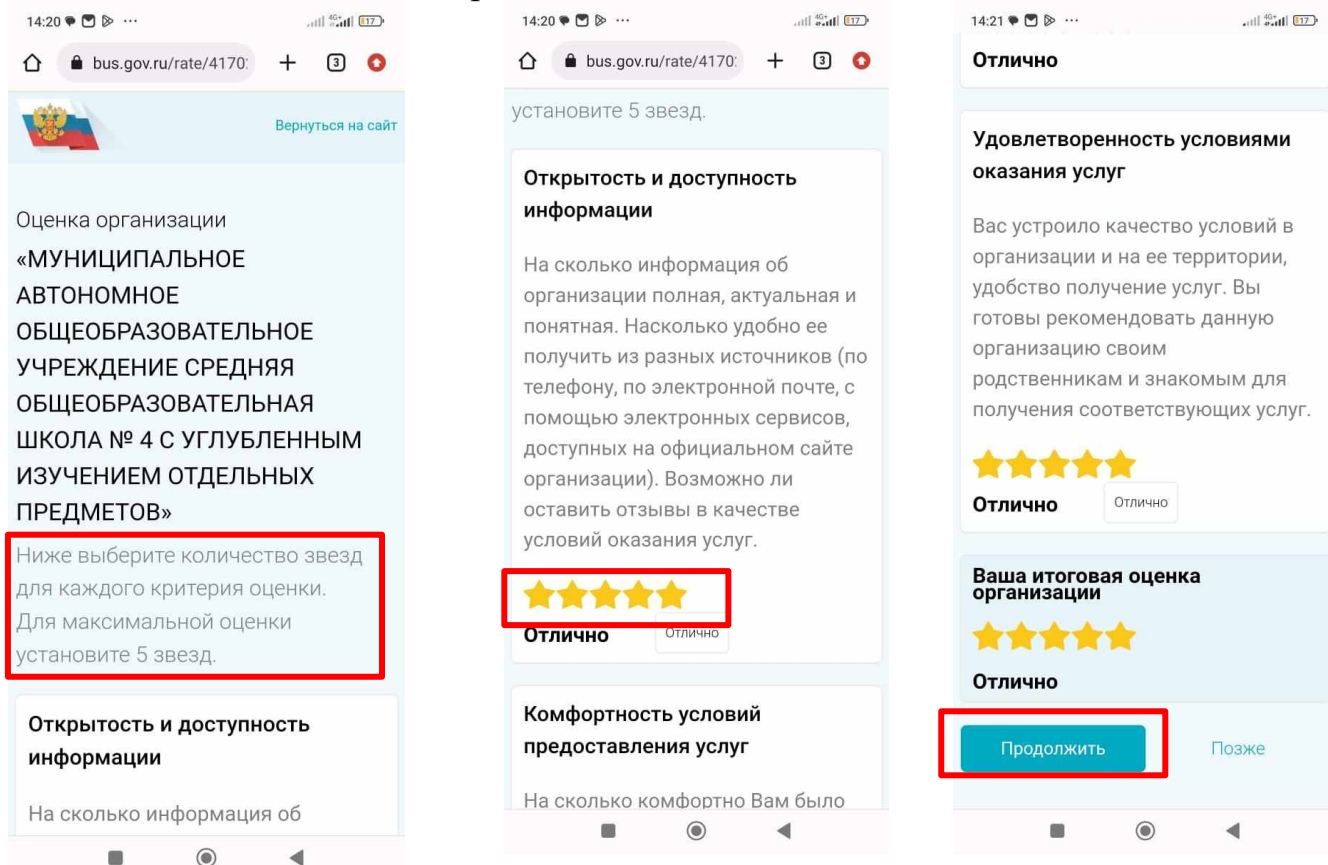 14:20
4G+
17
bus.gov.ru/rate/4170
3
Вернуться на сайт
Оценка организации
«МУНИЦИПАЛЬНОЕ
АВТОНОМНОЕ
ОБЩЕОБРАЗОВАТЕЛЬНОЕ
УЧРЕЖДЕНИЕ СРЕДНЯЯ
ОБЩЕОБРАЗОВАТЕЛЬНАЯ
ШКОЛА № 4 С УГЛУБЛЕННЫМ
ИЗУЧЕНИЕМ ОТДЕЛЬНЫХ
ПРЕДМЕТОВ»
Ниже выберите количество звезд
для каждого критерия оценки.
Для максимальной оценки
установите 5 звезд.
Открытость и доступность
информации
На сколько информация об
14:20
4G+
17
bus.gov.ru/rate/4170
3
установите 5 звезд.
Открытость и доступность
информации
На сколько информация об
организации полная, актуальная и
понятная. Насколько удобно ее
получить из разных источников (по
телефону, по электронной почте, с
помощью электронных сервисов,
доступных на официальном сайте
организации). Возможно ли
оставить отзывы в качестве
условий оказания услуг.
Отлично
Отлично
Комфортность условий
предоставления услуг
На сколько комфортно Вам было
14:21
4G+
17
Отлично
Удовлетворенность условиями
оказания услуг
Вас устроило качество условий в
организации и на ее территории,
удобство получение услуг. Вы
готовы рекомендовать данную
организацию своим
родственникам и знакомым для
получения соответствующих услуг.
Отлично
Отлично
Ваша итоговая оценка
организации
Отлично
Продолжить
Позже